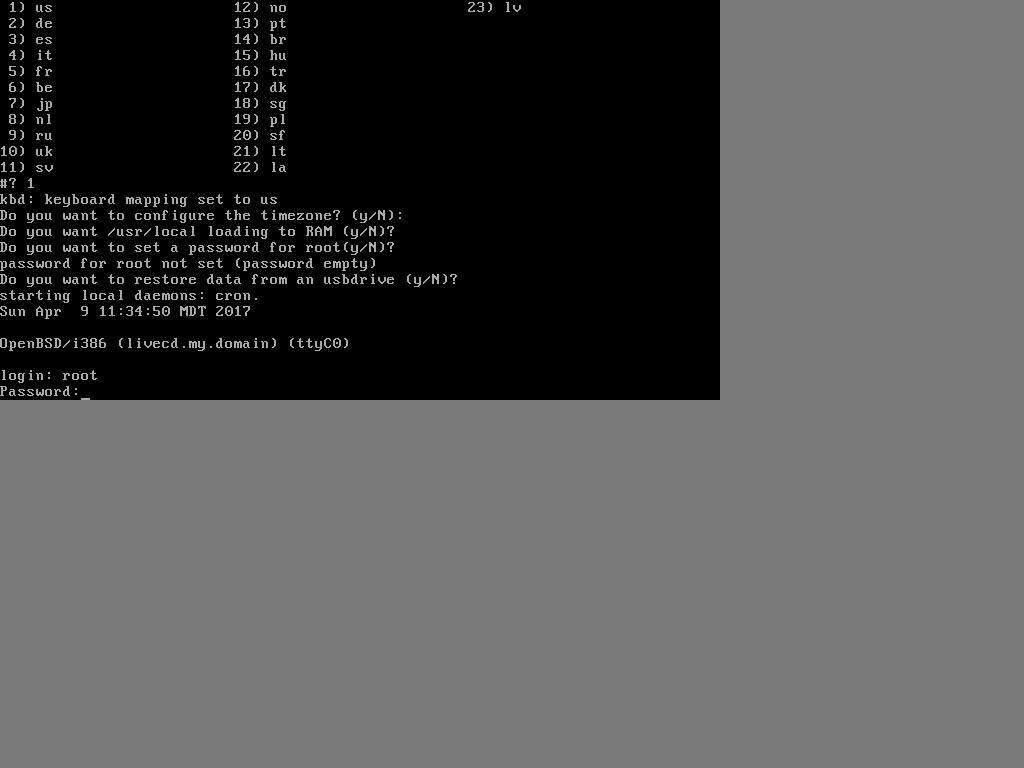 1) us                    12) no                    23) lv
 2) de                    13) pt
 3) es                    14) br
 4) it                    15) hu
 5) fr                    16) tr
 6) be                    17) dk
 7) jp                    18) sg
 8) nl                    19) pl
 9) ru                    20) sf
10) uk                    21) lt
11) sv                    22) la
#? 1
kbd: keyboard mapping set to us
Do you want to configure the timezone? (y/N):
Do you want /usr/local loading to RAM (y/N)?
Do you want to set a password for root(y/N)?
password for root not set (password empty)
Do you want to restore data from an usbdrive (y/N)?
starting local daemons: cron.
Sun Apr  9 11:34:50 MDT 2017

OpenBSD/i386 (livecd.my.domain) (ttyC0)

login: root
Password:_